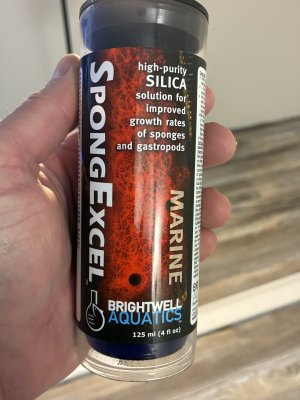 SPONGEXCEL™
high-purity
SILICA
solution for
improved
growth rates
of sponges
and gastropods
MARINE
BRIGHTWELL
AQUATICS
125 ml (4 fl oz)